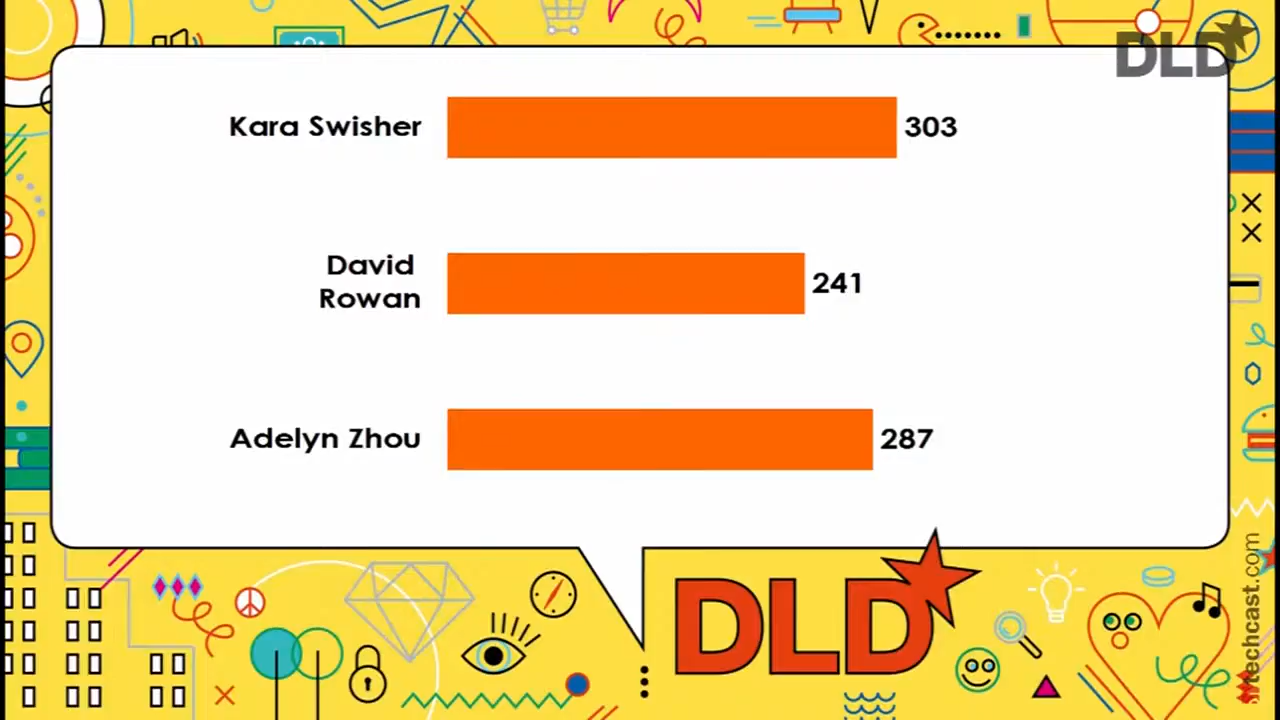 DLD
Kara Swisher 303
David
Rowan 241
Adelyn Zhou 287
DLD
techcast.com